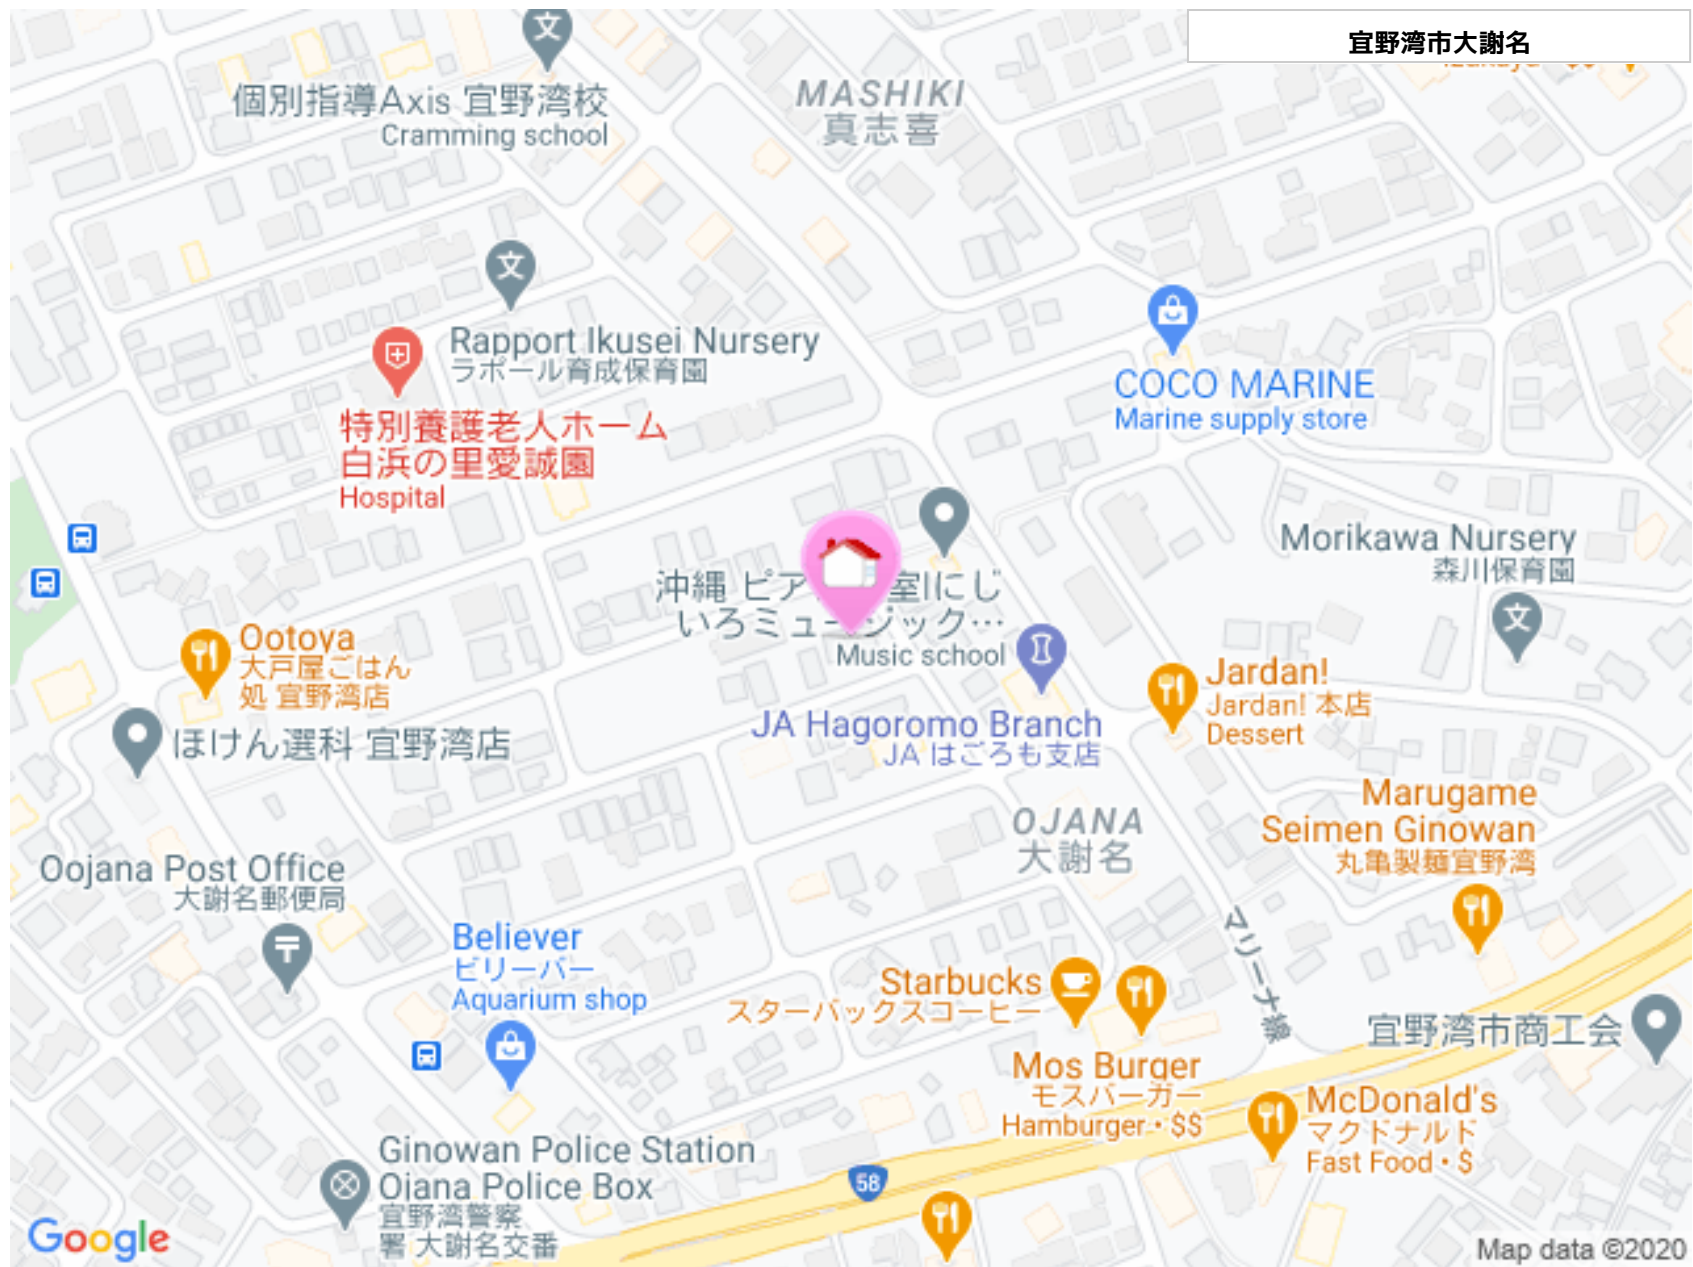 宜野湾市大謝名
個別指導Axis 宜野湾校
Cramming school
MASHIKI
真志喜
Rapport Ikusei Nursery
ラポール育成保育園
COCO MARINE
Marine supply store
特別養護老人ホーム
白浜の里愛誠園
Hospital
Morikawa Nursery
森川保育園
沖縄 ピア
室|にじ
いろミュージック…
Music school
Ootoya
大戸屋ごはん
処 宜野湾店
Jardan!
Jardan! 本店
Dessert
JA Hagoromo Branch
JA はごろも支店
ほけん選科 宜野湾店
Marugame
Seimen Ginowan
丸亀製麺宜野湾
OJANA
大謝名
Oojana Post Office
大謝名郵便局
マリーナ線
Believer
ビリーバー
Aquarium shop
Starbucks
スターバックスコーヒー
宜野湾市商工会
Mos Burger
モスバーガー
Hamburger • $$
McDonald's
マクドナルド
Fast Food • $
Ginowan Police Station
Ojana Police Box
宜野湾警察
署 大謝名交番
58
Google
Map data ©2020